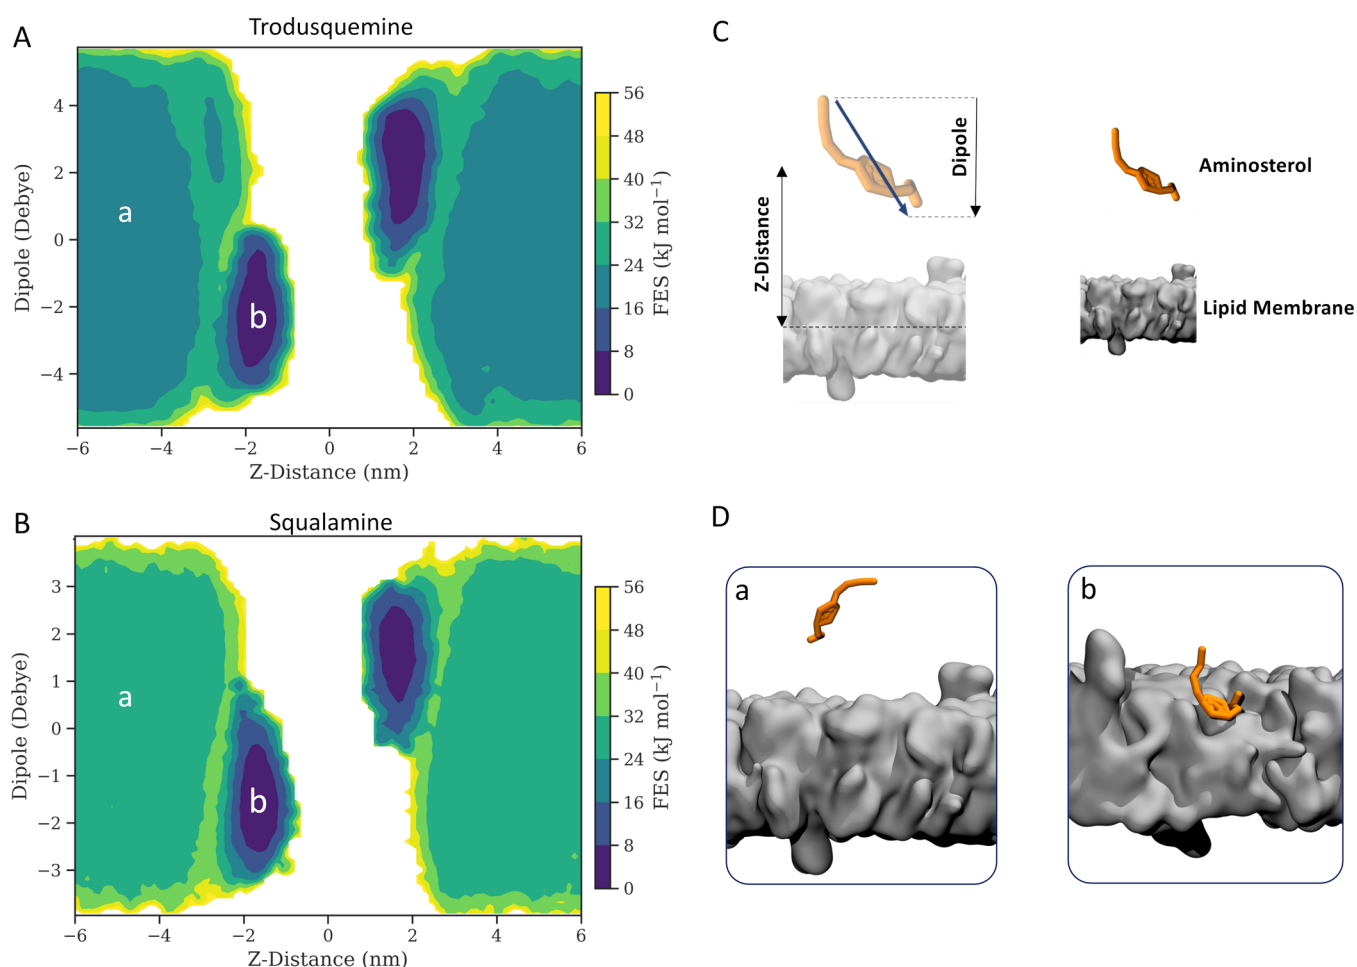 A
Trodusquemine
4
2
0
−2
−4
Dipole (Debye)
a
b
−6
−4
−2
0
2
4
6
Z-Distance (nm)
56
48
40
32
24
16
8
0
FES (kJ mol⁻¹)
C
Dipole
Z-Distance
Aminosterol
Lipid Membrane
B
Squalamine
3
2
1
0
−1
−2
−3
Dipole (Debye)
a
b
−6
−4
−2
0
2
4
6
Z-Distance (nm)
56
48
40
32
24
16
8
0
FES (kJ mol⁻¹)
D
a
b